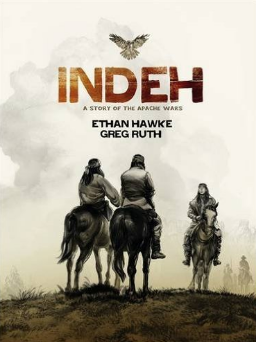 INDEH
A STORY OF THE APACHE WARS
ETHAN HAWKE
GREG RUTH